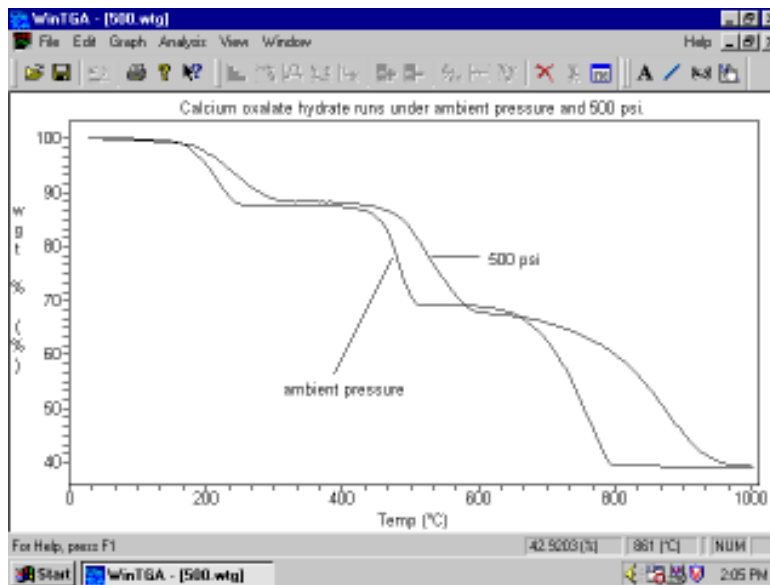 WinTGA - [500.wtg]
File Edit Graph Analysis View Window Help
A
Calcium oxalate hydrate runs under ambient pressure and 500 psi.
100
90
80
70
60
50
40
wgt % (%)
500 psi
ambient pressure
0 200 400 600 800 1000
Temp (°C)
For Help, press F1 42.9203 (%) 861 (°C) NUM
Start WinTGA - [500.wtg] 2:05 PM